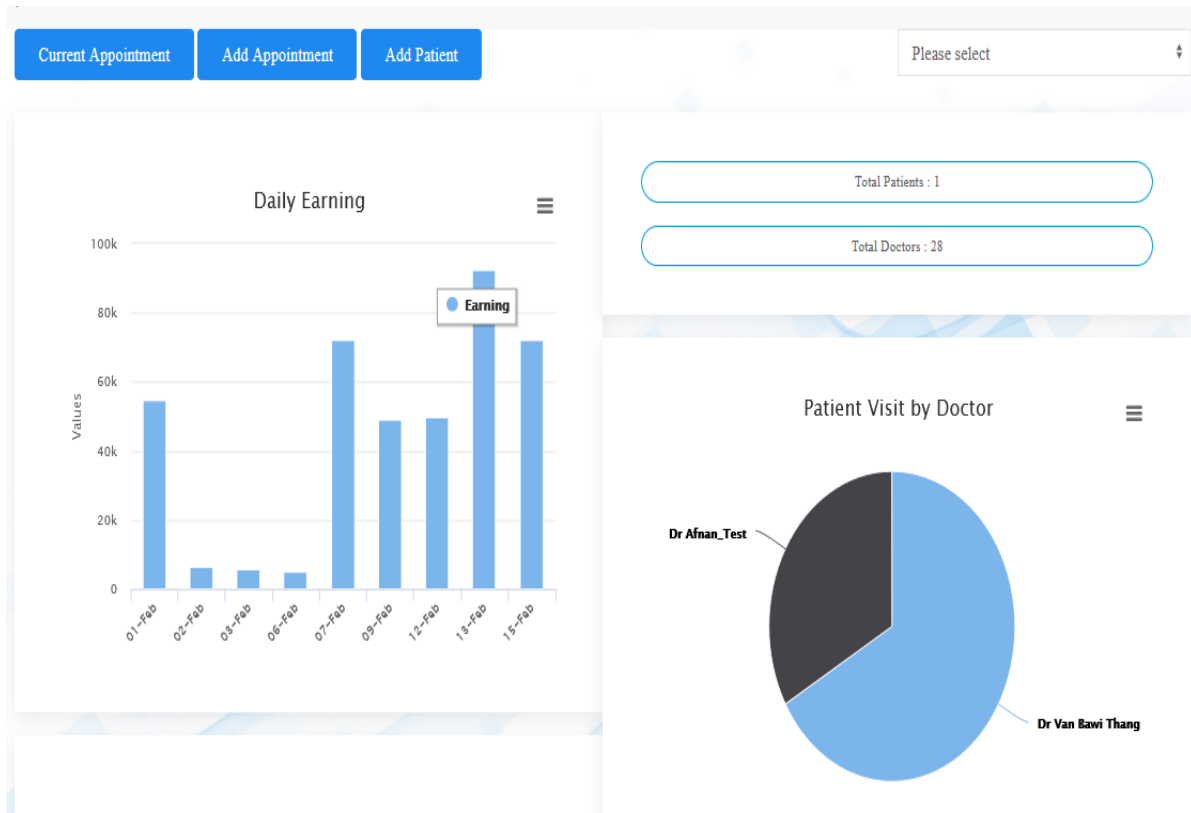 Current Appointment
Add Appointment
Add Patient
Please select
Daily Earning
100k
80k
60k
40k
20k
0
Values
Earning
01-Feb
02-Feb
03-Feb
06-Feb
07-Feb
09-Feb
12-Feb
13-Feb
15-Feb
Total Patients : 1
Total Doctors : 28
Patient Visit by Doctor
Dr Afnan_Test
Dr Van Bawi Thang